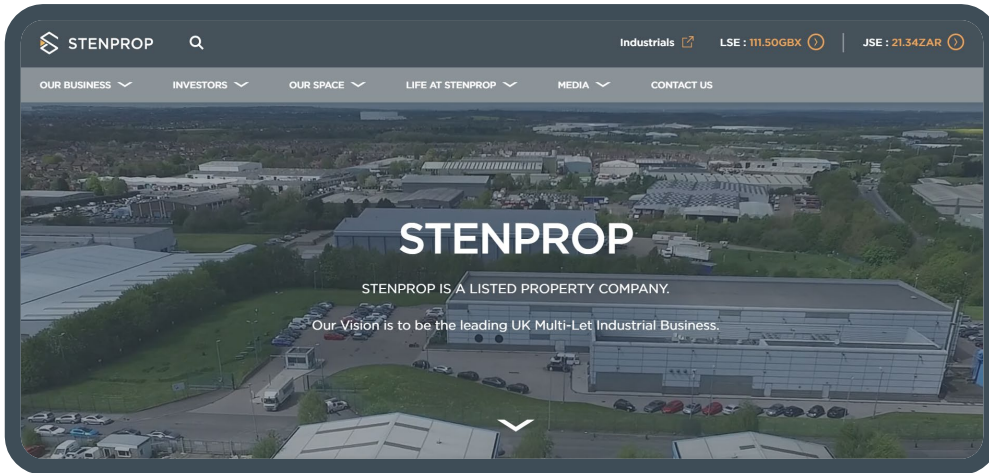 STENPROP
Industrials LSE : 111.50GBX JSE : 21.34ZAR
OUR BUSINESS INVESTORS OUR SPACE LIFE AT STENPROP MEDIA CONTACT US
STENPROP
STENPROP IS A LISTED PROPERTY COMPANY.
Our Vision is to be the leading UK Multi-Let Industrial Business.